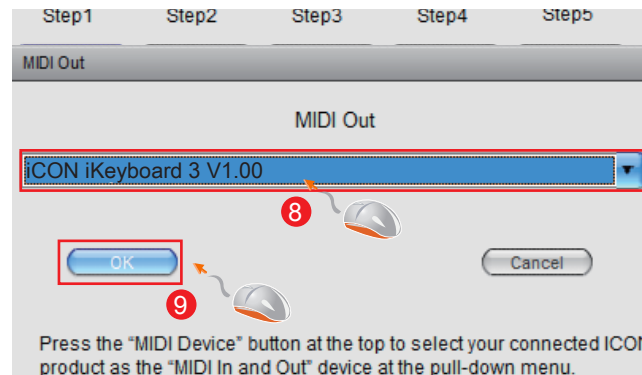 Step1 Step2 Step3 Step4 Step5
MIDI Out
MIDI Out
iCON iKeyboard 3 V1.00
8
OK
Cancel
9
Press the “MIDI Device” button at the top to select your connected ICON
product as the “MIDI In and Out” device at the pull-down menu.